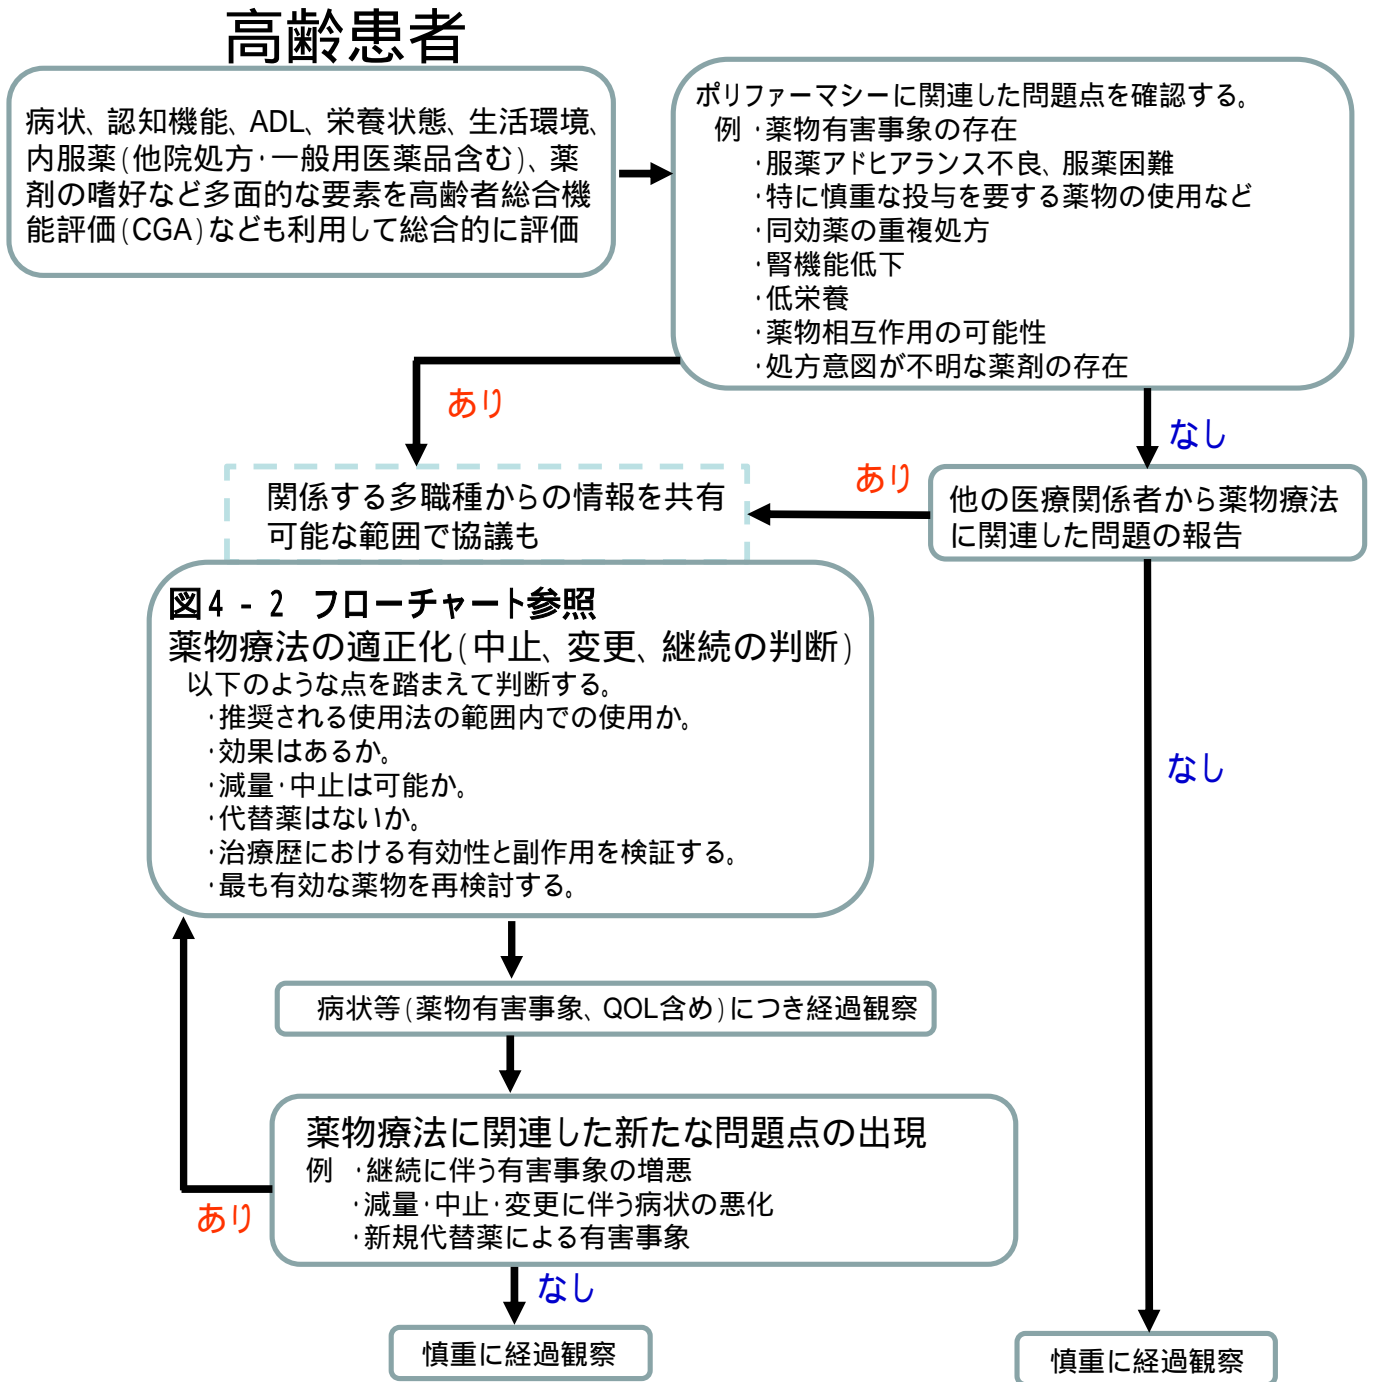 高齢患者
病状、認知機能、ADL、栄養状態、生活環境、
内服薬(他院処方・一般用医薬品含む)、薬
剤の嗜好など多面的な要素を高齢者総合機
能評価(CGA)なども利用して総合的に評価
ポリファーマシーに関連した問題点を確認する。
例 ・薬物有害事象の存在
・服薬アドヒアランス不良、服薬困難
・特に慎重な投与を要する薬物の使用など
・同効薬の重複処方
・腎機能低下
・低栄養
・薬物相互作用の可能性
・処方意図が不明な薬剤の存在
あり
なし
関係する多職種からの情報を共有
可能な範囲で協議も
あり
他の医療関係者から薬物療法
に関連した問題の報告
図4-2 フローチャート参照
薬物療法の適正化(中止、変更、継続の判断)
以下のような点を踏まえて判断する。
・推奨される使用法の範囲内での使用か。
・効果はあるか。
・減量・中止は可能か。
・代替薬はないか。
・治療歴における有効性と副作用を検証する。
・最も有効な薬物を再検討する。
なし
病状等(薬物有害事象、QOL含め)につき経過観察
薬物療法に関連した新たな問題点の出現
例 ・継続に伴う有害事象の増悪
・減量・中止・変更に伴う病状の悪化
・新規代替薬による有害事象
あり
なし
慎重に経過観察
慎重に経過観察